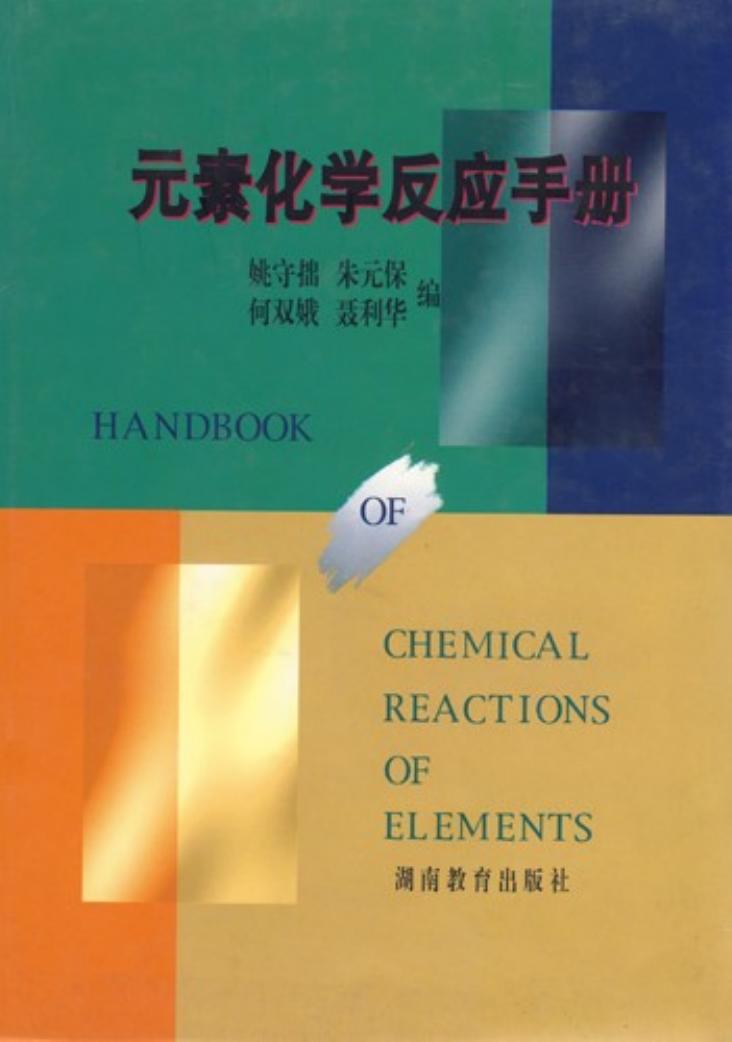 元素化学反应手册
姚守拙 朱元保
何双娥 聂利华
编
HANDBOOK
OF
CHEMICAL
REACTIONS
OF
ELEMENTS
湖南教育出版社